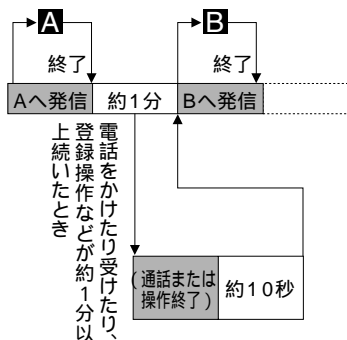 A
B
終了
終了
Aへ発信
約1分
Bへ発信
電話をかけたり受けたり、
登録操作などが約1分以
上続いたとき
(通話または
操作終了)
約10秒